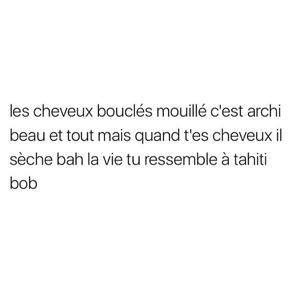 les cheveux bouclés mouillé c'est archi
beau et tout mais quand t'es cheveux il
sèche bah la vie tu ressemble à tahiti
bob